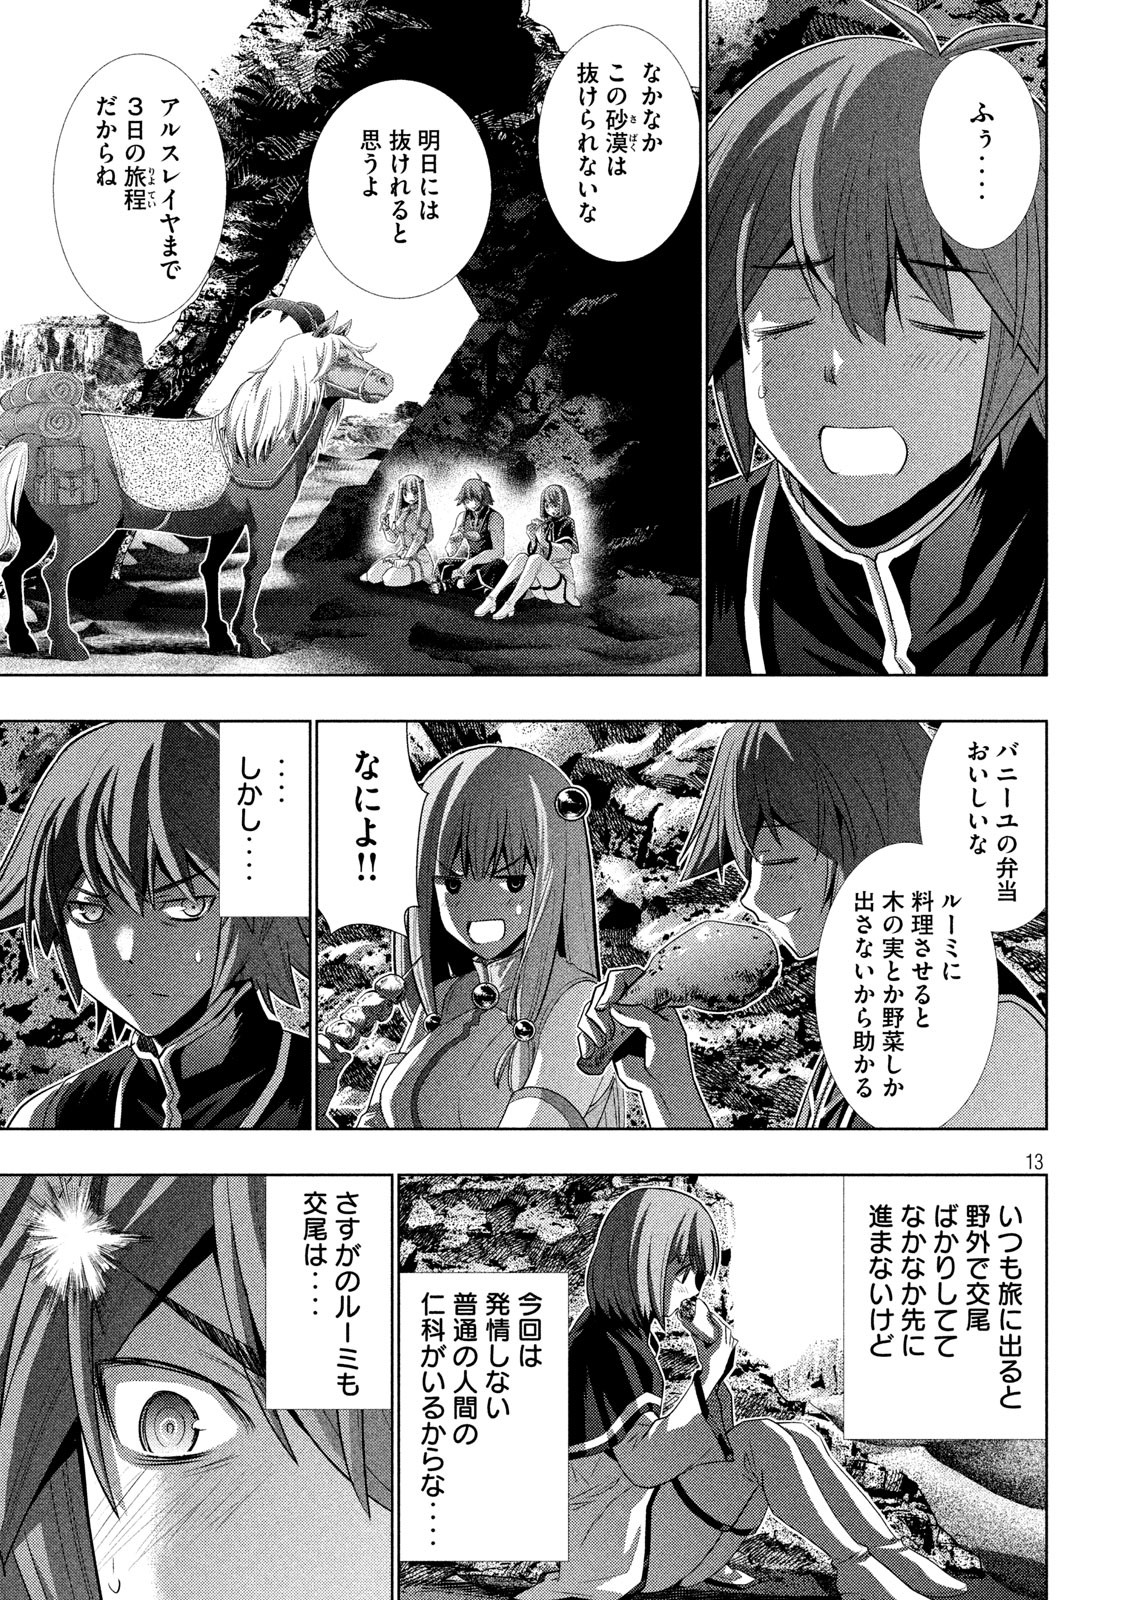 ふぅ‥‥
なかなか
この砂漠は
抜けられないな
さばく
明日には
抜けれると
思うよ
アルスレイヤまで
3日の旅程
だからね
りょてい
バニーユの弁当
おいしいな
ルーミに
料理させると
木の実とか野菜しか
出さないから助かる
なによ!!
‥‥
しかし‥‥
13
いつも旅に出ると
野外で交尾
ばかりしてて
なかなか先に
進まないけど
今回は
発情しない
普通の人間の
仁科がいるからな‥‥
さすがのルーミも
交尾は‥‥